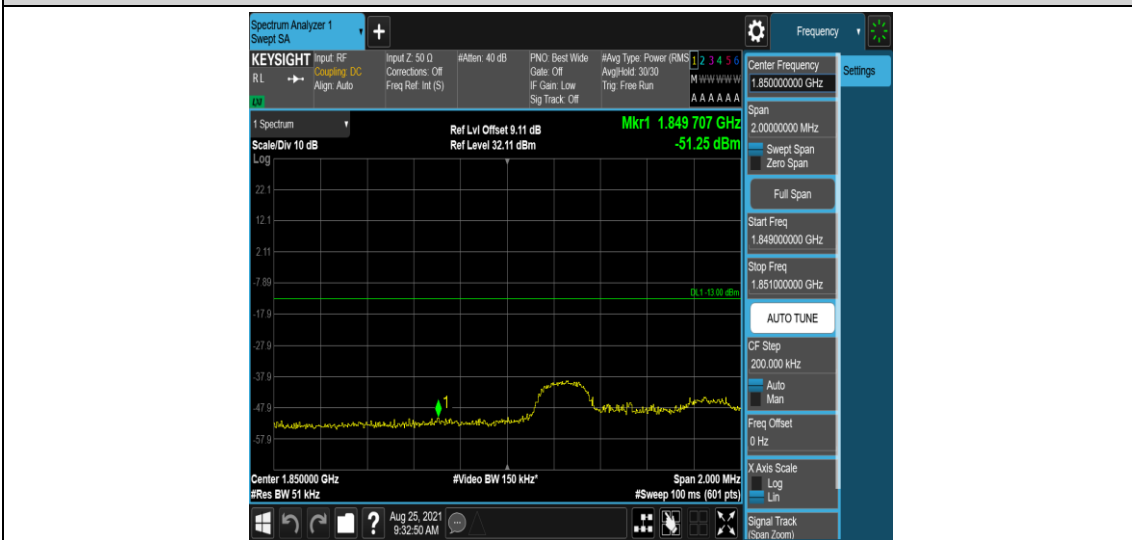 Spectrum Analyzer 1
Swept SA
+
Frequency
KEYSIGHT
RL
LXI
Input: RF
Coupling: DC
Align: Auto
Input Z: 50 Ω
Corrections: Off
Freq Ref: Int (S)
#Atten: 40 dB
PNO: Best Wide
Gate: Off
IF Gain: Low
Sig Track: Off
#Avg Type: Power (RMS
Avg|Hold: 30/30
Trig: Free Run
1 2 3 4 5 6
M W W W W W
A A A A A A
1 Spectrum
Scale/Div 10 dB
Log
Ref Lvl Offset 9.11 dB
Ref Level 32.11 dBm
Mkr1 1.849 707 GHz
-51.25 dBm
22.1
12.1
2.11
-7.89
-17.9
-27.9
-37.9
-47.9
-57.9
DL1 -13.00 dBm
1
Center 1.850000 GHz
#Res BW 51 kHz
#Video BW 150 kHz*
Span 2.000 MHz
#Sweep 100 ms (601 pts)
Center Frequency
1.850000000 GHz
Settings
Span
2.00000000 MHz
Swept Span
Zero Span
Full Span
Start Freq
1.849000000 GHz
Stop Freq
1.851000000 GHz
AUTO TUNE
CF Step
200.000 kHz
Auto
Man
Freq Offset
0 Hz
X Axis Scale
Log
Lin
Signal Track
(Span Zoom)
?
Aug 25, 2021
9:32:50 AM